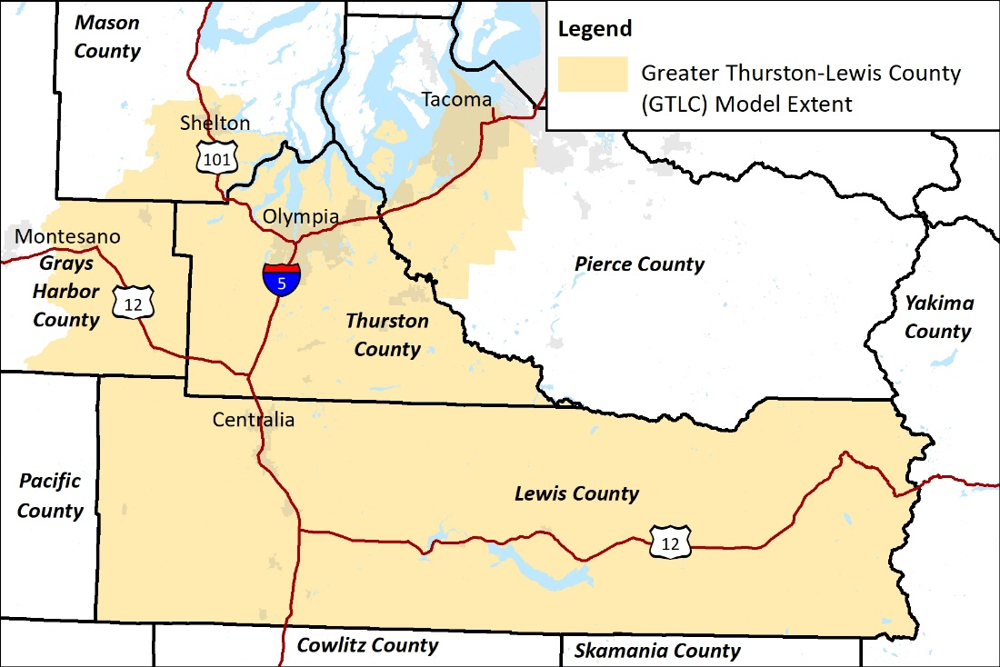 Mason
County
Legend
Greater Thurston-Lewis County
(GTLC) Model Extent
Tacoma
Shelton
101
Olympia
Montesano
Grays
Harbor
County
12
5
Pierce County
Thurston
County
Yakima
County
Centralia
Pacific
County
Lewis County
12
Cowlitz County
Skamania County